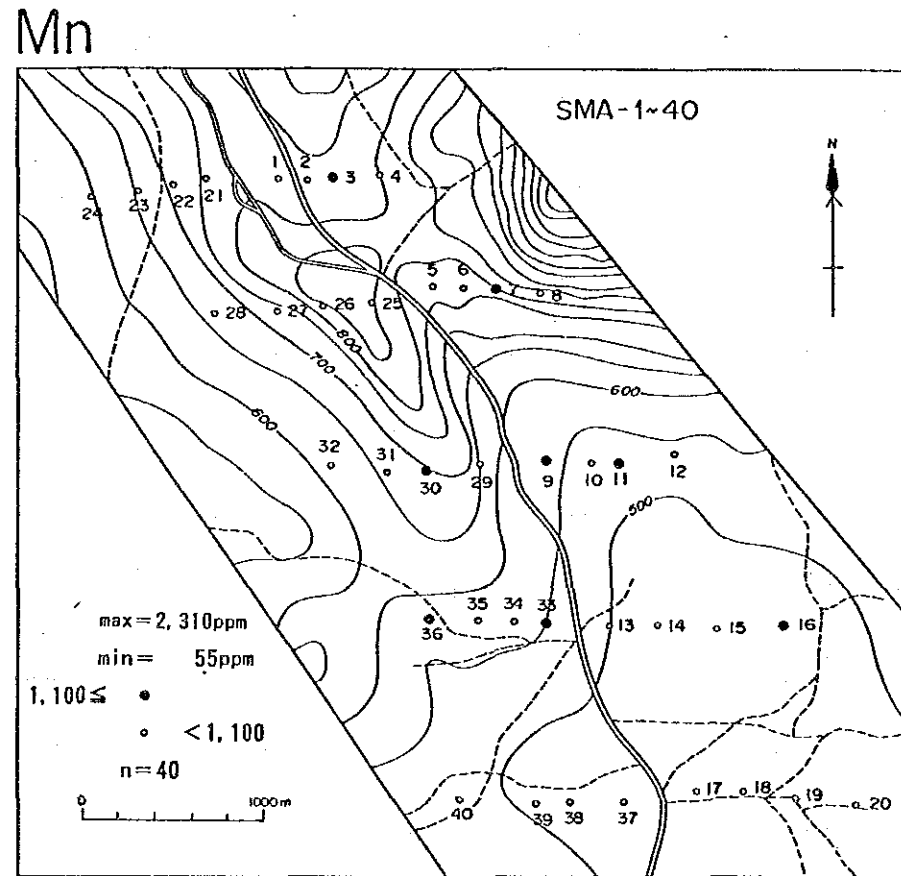 Mn
SMA-1~40
N
1 2 3 4
24 23 22 21
5 6 8
28 27 26 25
800
700
600
600
32 31 30 29 9 10 11 12
500
36 35 34 33 13 14 15 16
max=2,310ppm
min= 55ppm
1,100≦ ●
○ <1,100
n=40
0 1000m
40 39 38 37 17 18 19 20